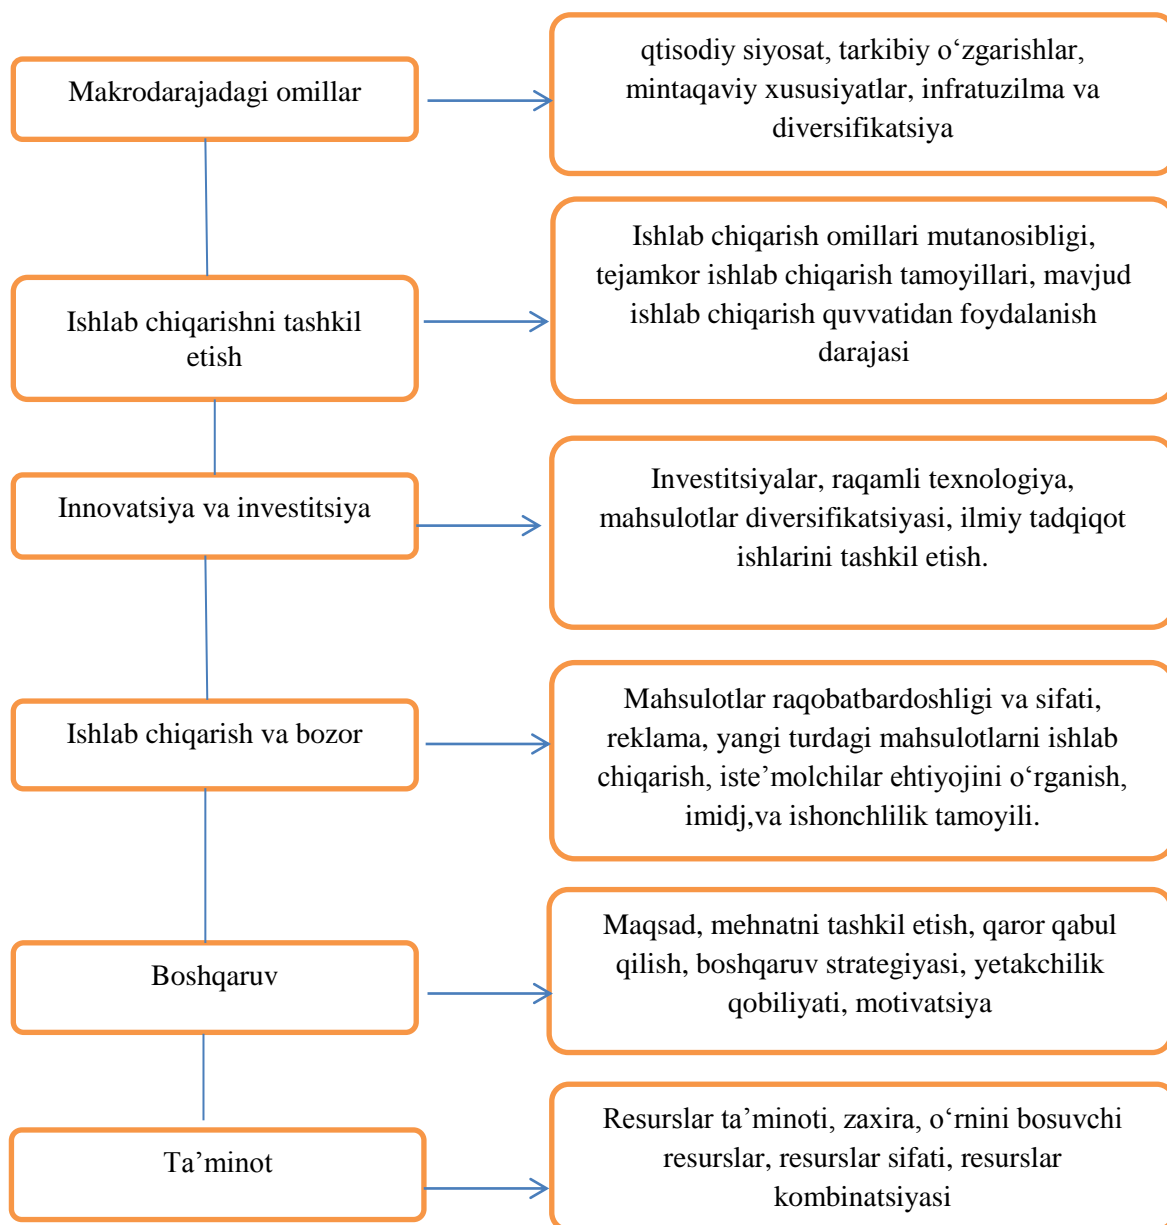 Makrodarajadagi omillar
qtisodiy siyosat, tarkibiy o‘zgarishlar,
mintaqaviy xususiyatlar, infratuzilma va
diversifikatsiya
Ishlab chiqarishni tashkil
etish
Ishlab chiqarish omillari mutanosibligi,
tejamkor ishlab chiqarish tamoyillari, mavjud
ishlab chiqarish quvvatidan foydalanish
darajasi
Innovatsiya va investitsiya
Investitsiyalar, raqamli texnologiya,
mahsulotlar diversifikatsiyasi, ilmiy tadqiqot
ishlarini tashkil etish.
Ishlab chiqarish va bozor
Mahsulotlar raqobatbardoshligi va sifati,
reklama, yangi turdagi mahsulotlarni ishlab
chiqarish, iste’molchilar ehtiyojini o‘rganish,
imidj,va ishonchlilik tamoyili.
Boshqaruv
Maqsad, mehnatni tashkil etish, qaror qabul
qilish, boshqaruv strategiyasi, yetakchilik
qobiliyati, motivatsiya
Ta’minot
Resurslar ta’minoti, zaxira, o‘rnini bosuvchi
resurslar, resurslar sifati, resurslar
kombinatsiyasi